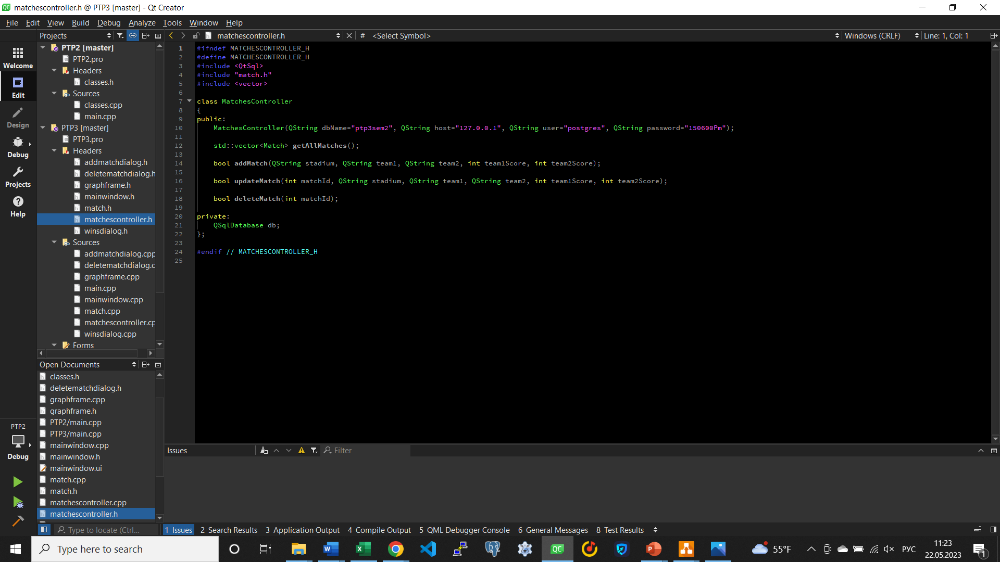 matchescontroller.h @ PTP3 [master] - Qt Creator
File Edit View Build Debug Analyze Tools Window Help
Projects
matchescontroller.h
# <Select Symbol>
Windows (CRLF)
Line: 1, Col: 1
Welcome
Edit
Design
Debug
Projects
Help
PTP2 [master]
PTP2.pro
Headers
classes.h
Sources
classes.cpp
main.cpp
PTP3 [master]
PTP3.pro
Headers
addmatchdialog.h
deletematchdialog.h
graphframe.h
mainwindow.h
match.h
matchescontroller.h
winsdialog.h
Sources
addmatchdialog.cpp
deletematchdialog.c
graphframe.cpp
main.cpp
mainwindow.cpp
match.cpp
matchescontroller.cp
winsdialog.cpp
Forms
Open Documents
classes.h
deletematchdialog.h
graphframe.cpp
graphframe.h
PTP2/main.cpp
PTP3/main.cpp
mainwindow.cpp
mainwindow.h
mainwindow.ui
match.cpp
match.h
matchescontroller.cpp
matchescontroller.h
PTP2
Debug
1 #ifndef MATCHESCONTROLLER_H
2 #define MATCHESCONTROLLER_H
3 #include <QtSql>
4 #include "match.h"
5 #include <vector>
6
7 class MatchesController
8 {
9 public:
10 MatchesController(QString dbName="ptp3sem2", QString host="127.0.0.1", QString user="postgres", QString password="150600Pm");
11
12 std::vector<Match> getAllMatches();
13
14 bool addMatch(QString stadium, QString team1, QString team2, int team1Score, int team2Score);
15
16 bool updateMatch(int matchId, QString stadium, QString team1, QString team2, int team1Score, int team2Score);
17
18 bool deleteMatch(int matchId);
19
20 private:
21 QSqlDatabase db;
22 };
23
24 #endif // MATCHESCONTROLLER_H
25
Issues
Filter
Type to locate (Ctrl...
1 Issues 2 Search Results 3 Application Output 4 Compile Output 5 QML Debugger Console 6 General Messages 8 Test Results
Type here to search
55°F
РУС
11:23
22.05.2023
1